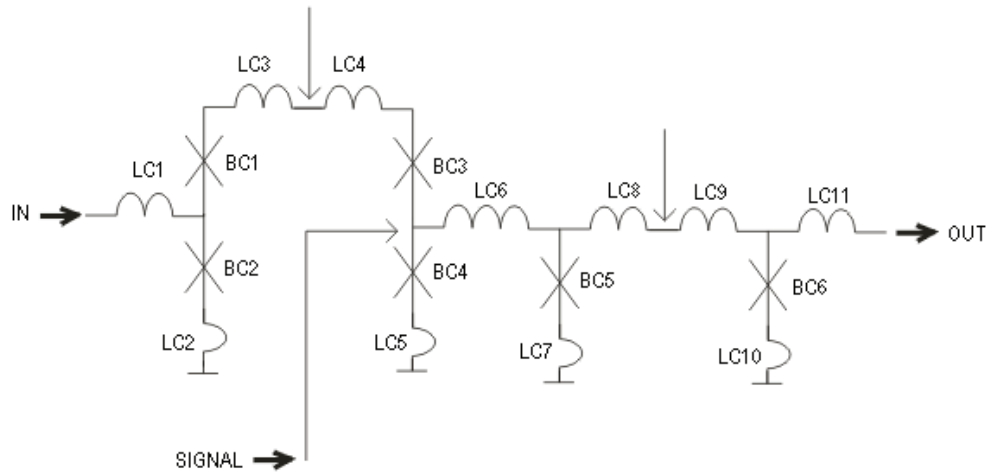 LC3 LC4
LC1 BC1 BC3
IN LC6 LC8 LC9 LC11
OUT
BC2 BC4 BC5 BC6
LC2 LC5 LC7 LC10
SIGNAL